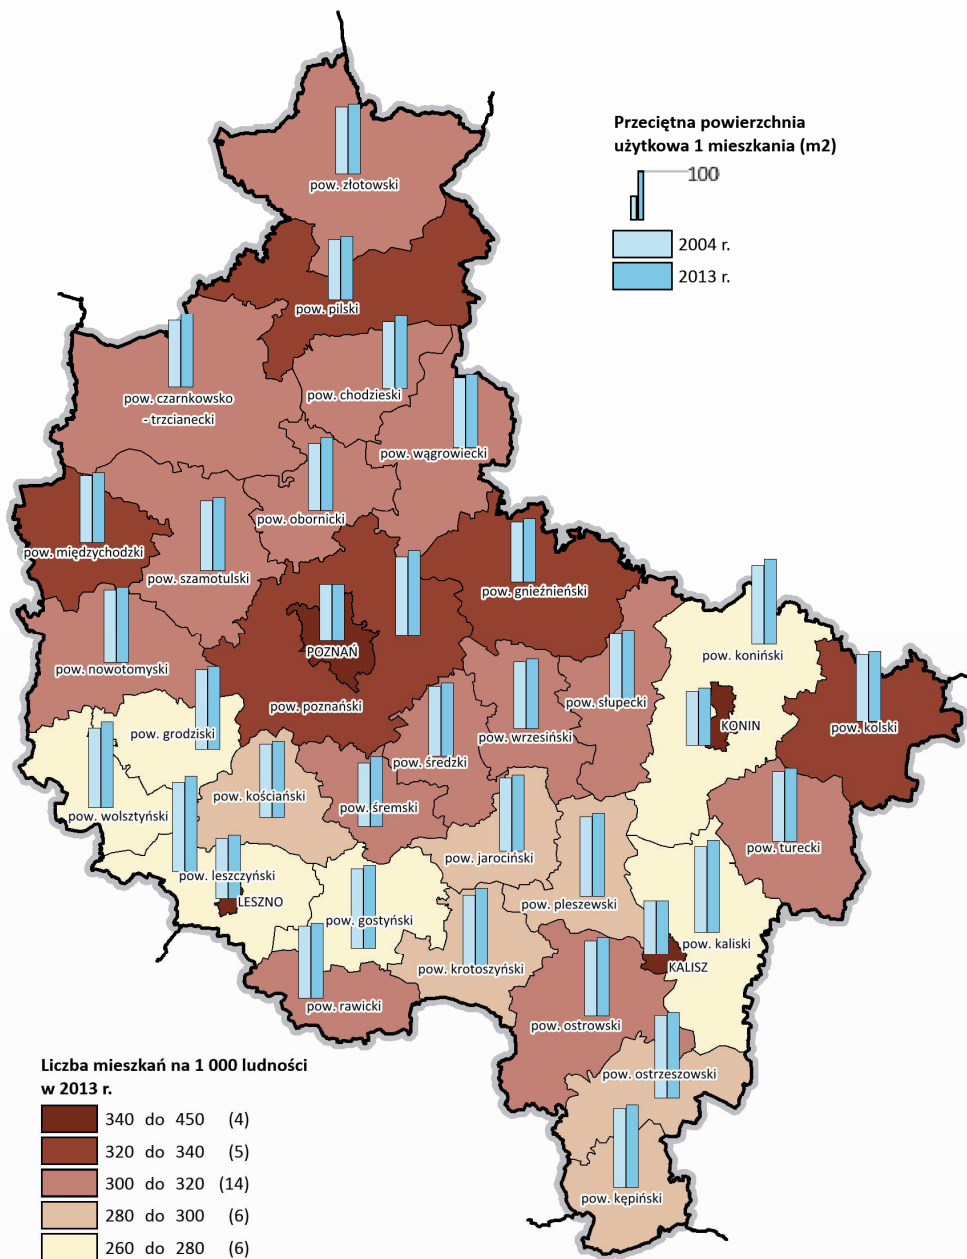 Przeciętna powierzchnia
użytkowa 1 mieszkania (m2)
100
2004 r.
2013 r.
pow. złotowski
pow. pilski
pow. czarnkowsko
- trzcianecki
pow. chodzieski
pow. wągrowiecki
pow. obornicki
pow. międzychodzki
pow. szamotulski
pow. gnieźnieński
POZNAŃ
pow. koniński
pow. nowotomyski
pow. słupecki
pow. poznański
KONIN
pow. kolski
pow. grodziski
pow. wrzesiński
pow. średzki
pow. kościański
pow. śremski
pow. wolsztyński
pow. turecki
pow. jarociński
pow. leszczyński
LESZNO
pow. pleszewski
pow. gostyński
pow. kaliski
pow. krotoszyński
KALISZ
pow. rawicki
pow. ostrowski
pow. ostrzeszowski
pow. kępiński
Liczba mieszkań na 1 000 ludności
w 2013 r.
340 do 450 (4)
320 do 340 (5)
300 do 320 (14)
280 do 300 (6)
260 do 280 (6)